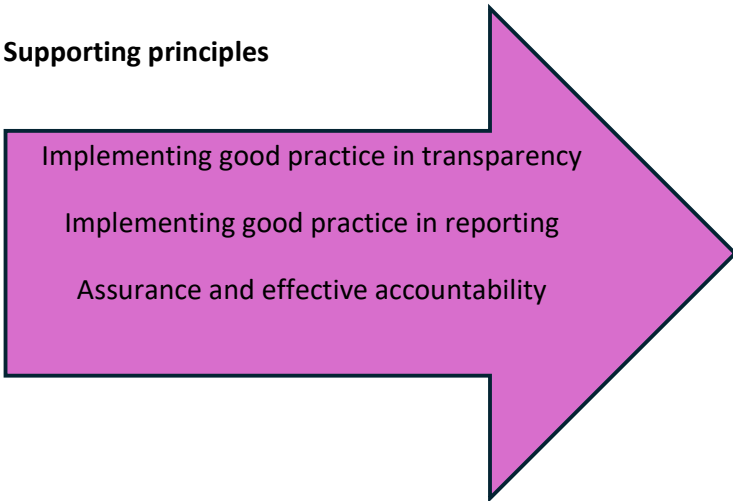 Supporting principles
Implementing good practice in transparency
Implementing good practice in reporting
Assurance and effective accountability